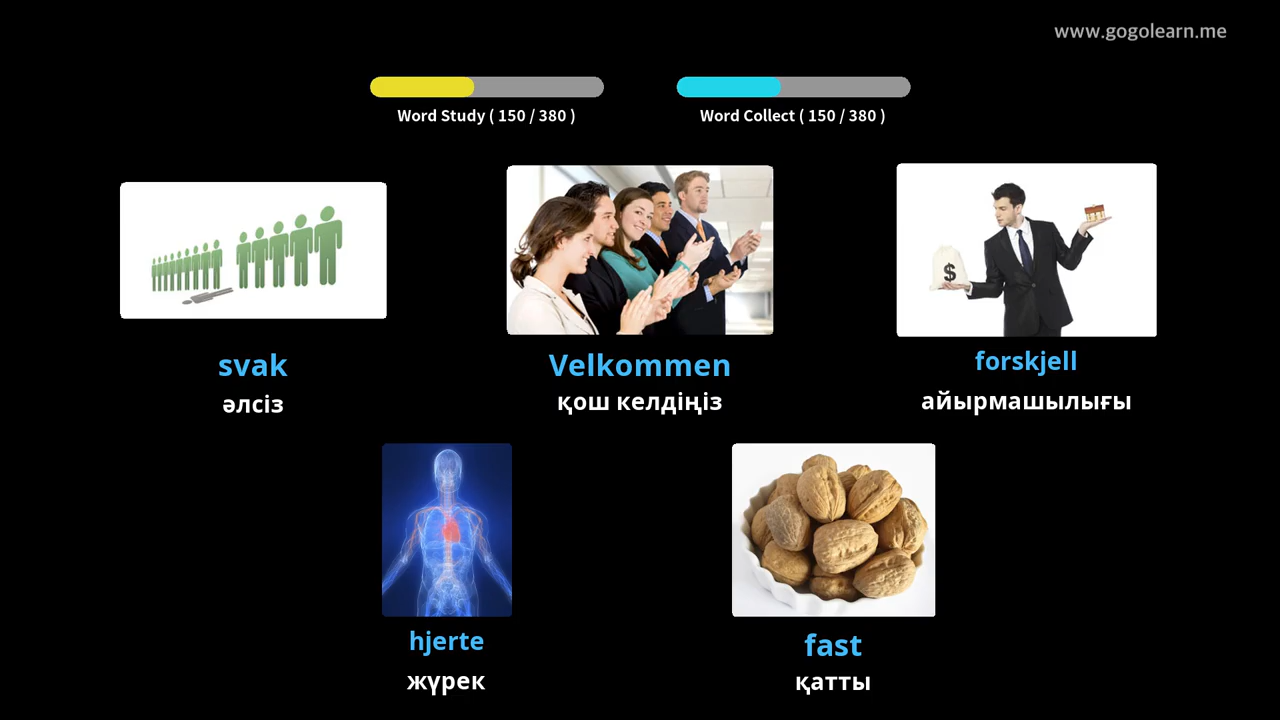 www.gogolearn.me
Word Study ( 150 / 380 )
Word Collect ( 150 / 380 )
svak
әлсіз
Velkommen
қош келдіңіз
forskjell
айырмашылығы
$
hjerte
жүрек
fast
қатты